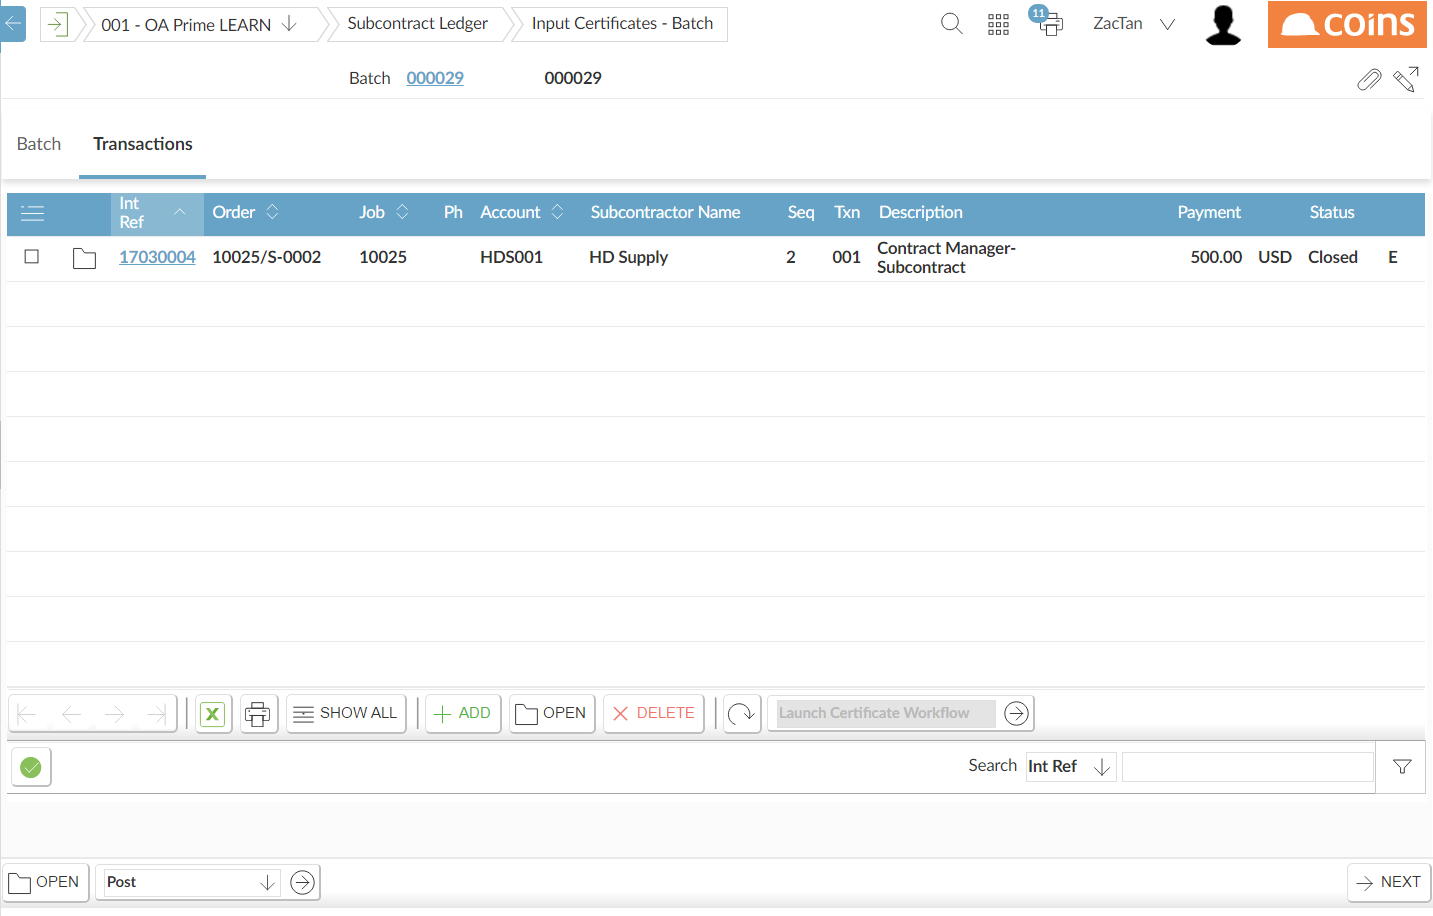 001 - OA Prime LEARN
Subcontract Ledger
Input Certificates - Batch
11
ZacTan
coins
Batch 000029 000029
Batch Transactions
Int Ref Order Job Ph Account Subcontractor Name Seq Txn Description Payment Status
17030004 10025/S-0002 10025 HDS001 HD Supply 2 001 Contract Manager- 500.00 USD Closed E
Subcontract
SHOW ALL ADD OPEN DELETE Launch Certificate Workflow
Search Int Ref
OPEN Post NEXT